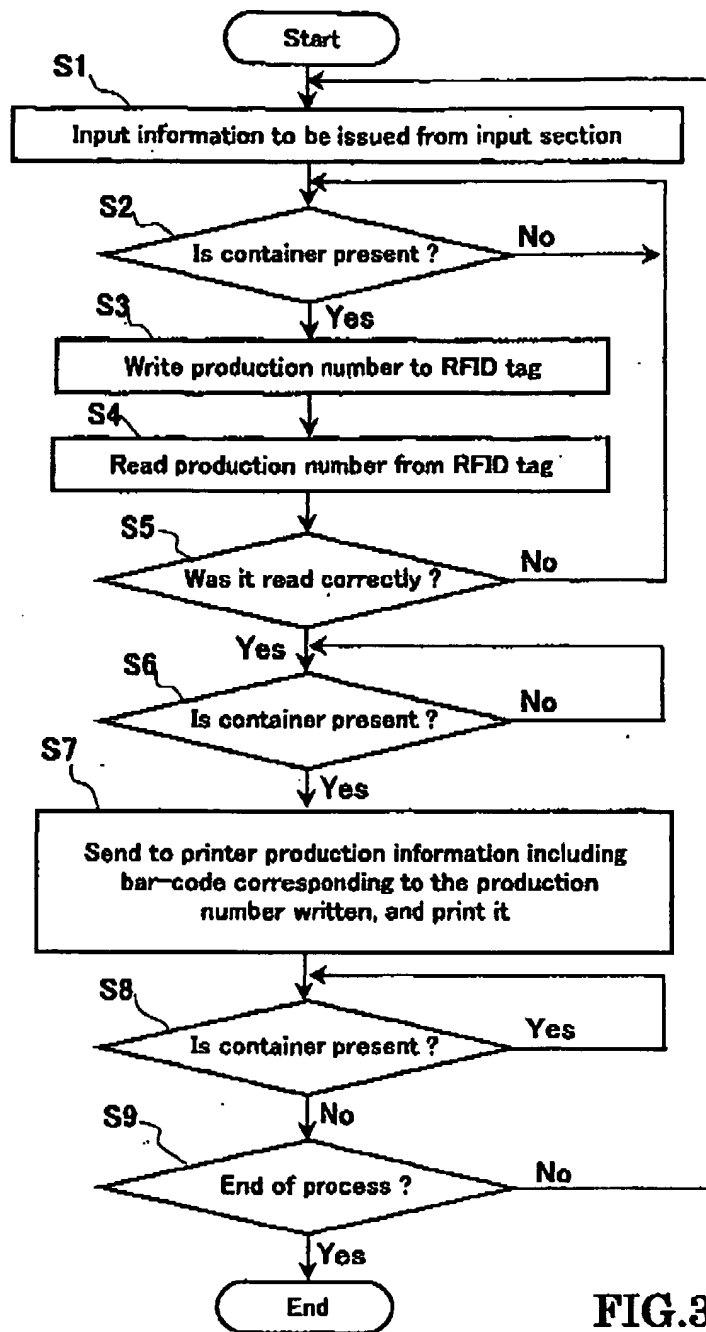 Start
S1
Input information to be issued from input section
S2
Is container present ?
No
Yes
S3
Write production number to RFID tag
S4
Read production number from RFID tag
S5
Was it read correctly ?
No
Yes
S6
Is container present ?
No
Yes
S7
Send to printer production information including
bar-code corresponding to the production
number written, and print it
S8
Is container present ?
Yes
No
S9
End of process ?
No
Yes
End
FIG.3